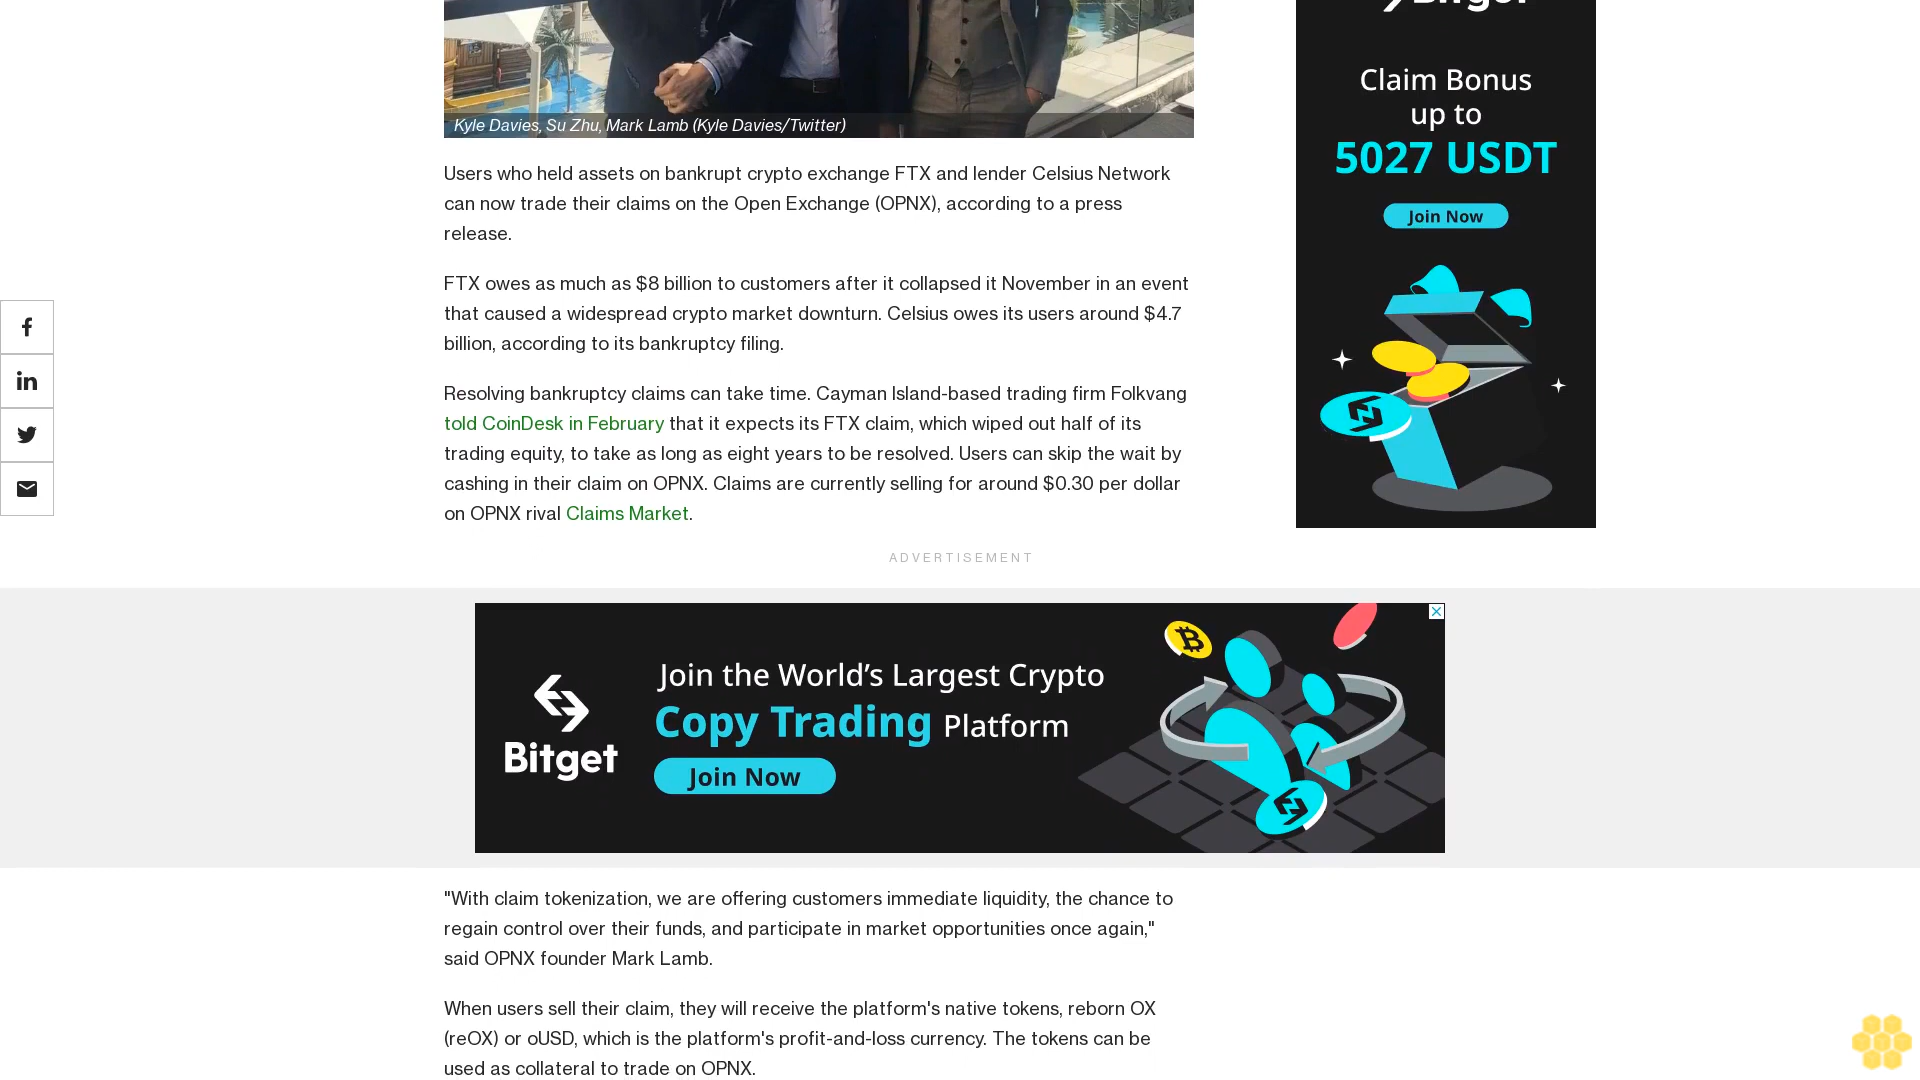 Kyle Davies, Su Zhu, Mark Lamb (Kyle Davies/Twitter)
Users who held assets on bankrupt crypto exchange FTX and lender Celsius Network
can now trade their claims on the Open Exchange (OPNX), according to a press
release.
FTX owes as much as $8 billion to customers after it collapsed it November in an event
that caused a widespread crypto market downturn. Celsius owes its users around $4.7
billion, according to its bankruptcy filing.
Resolving bankruptcy claims can take time. Cayman Island-based trading firm Folkvang
told CoinDesk in February that it expects its FTX claim, which wiped out half of its
trading equity, to take as long as eight years to be resolved. Users can skip the wait by
cashing in their claim on OPNX. Claims are currently selling for around $0.30 per dollar
on OPNX rival Claims Market.
Bitget
Claim Bonus
up to
5027 USDT
Join Now
ADVERTISEMENT
Bitget
Join the World's Largest Crypto
Copy Trading Platform
Join Now
"With claim tokenization, we are offering customers immediate liquidity, the chance to
regain control over their funds, and participate in market opportunities once again,"
said OPNX founder Mark Lamb.
When users sell their claim, they will receive the platform's native tokens, reborn OX
(reOX) or oUSD, which is the platform's profit-and-loss currency. The tokens can be
used as collateral to trade on OPNX.